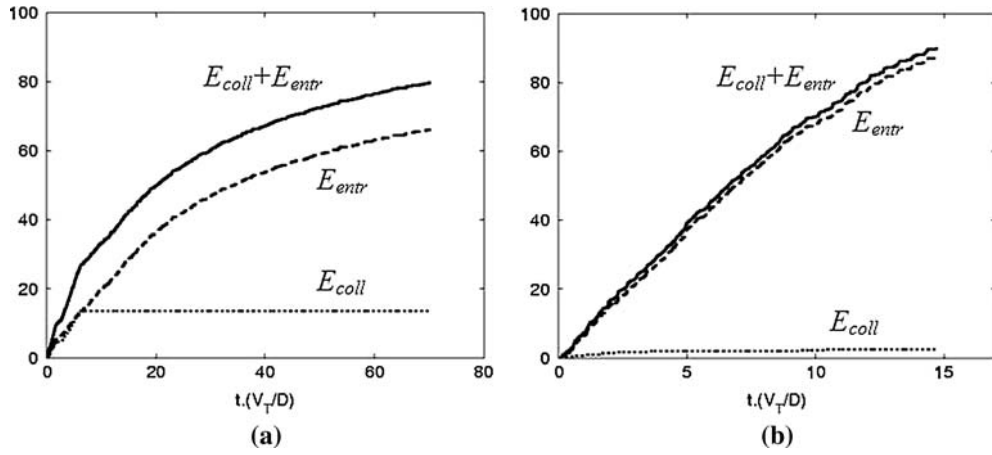 100
80
60
40
20
0
E_coll+E_entr
E_entr
E_coll
0 20 40 60 80
t.(V_T/D)
(a)
100
80
60
40
20
0
E_coll+E_entr
E_entr
E_coll
0 5 10 15
t.(V_T/D)
(b)